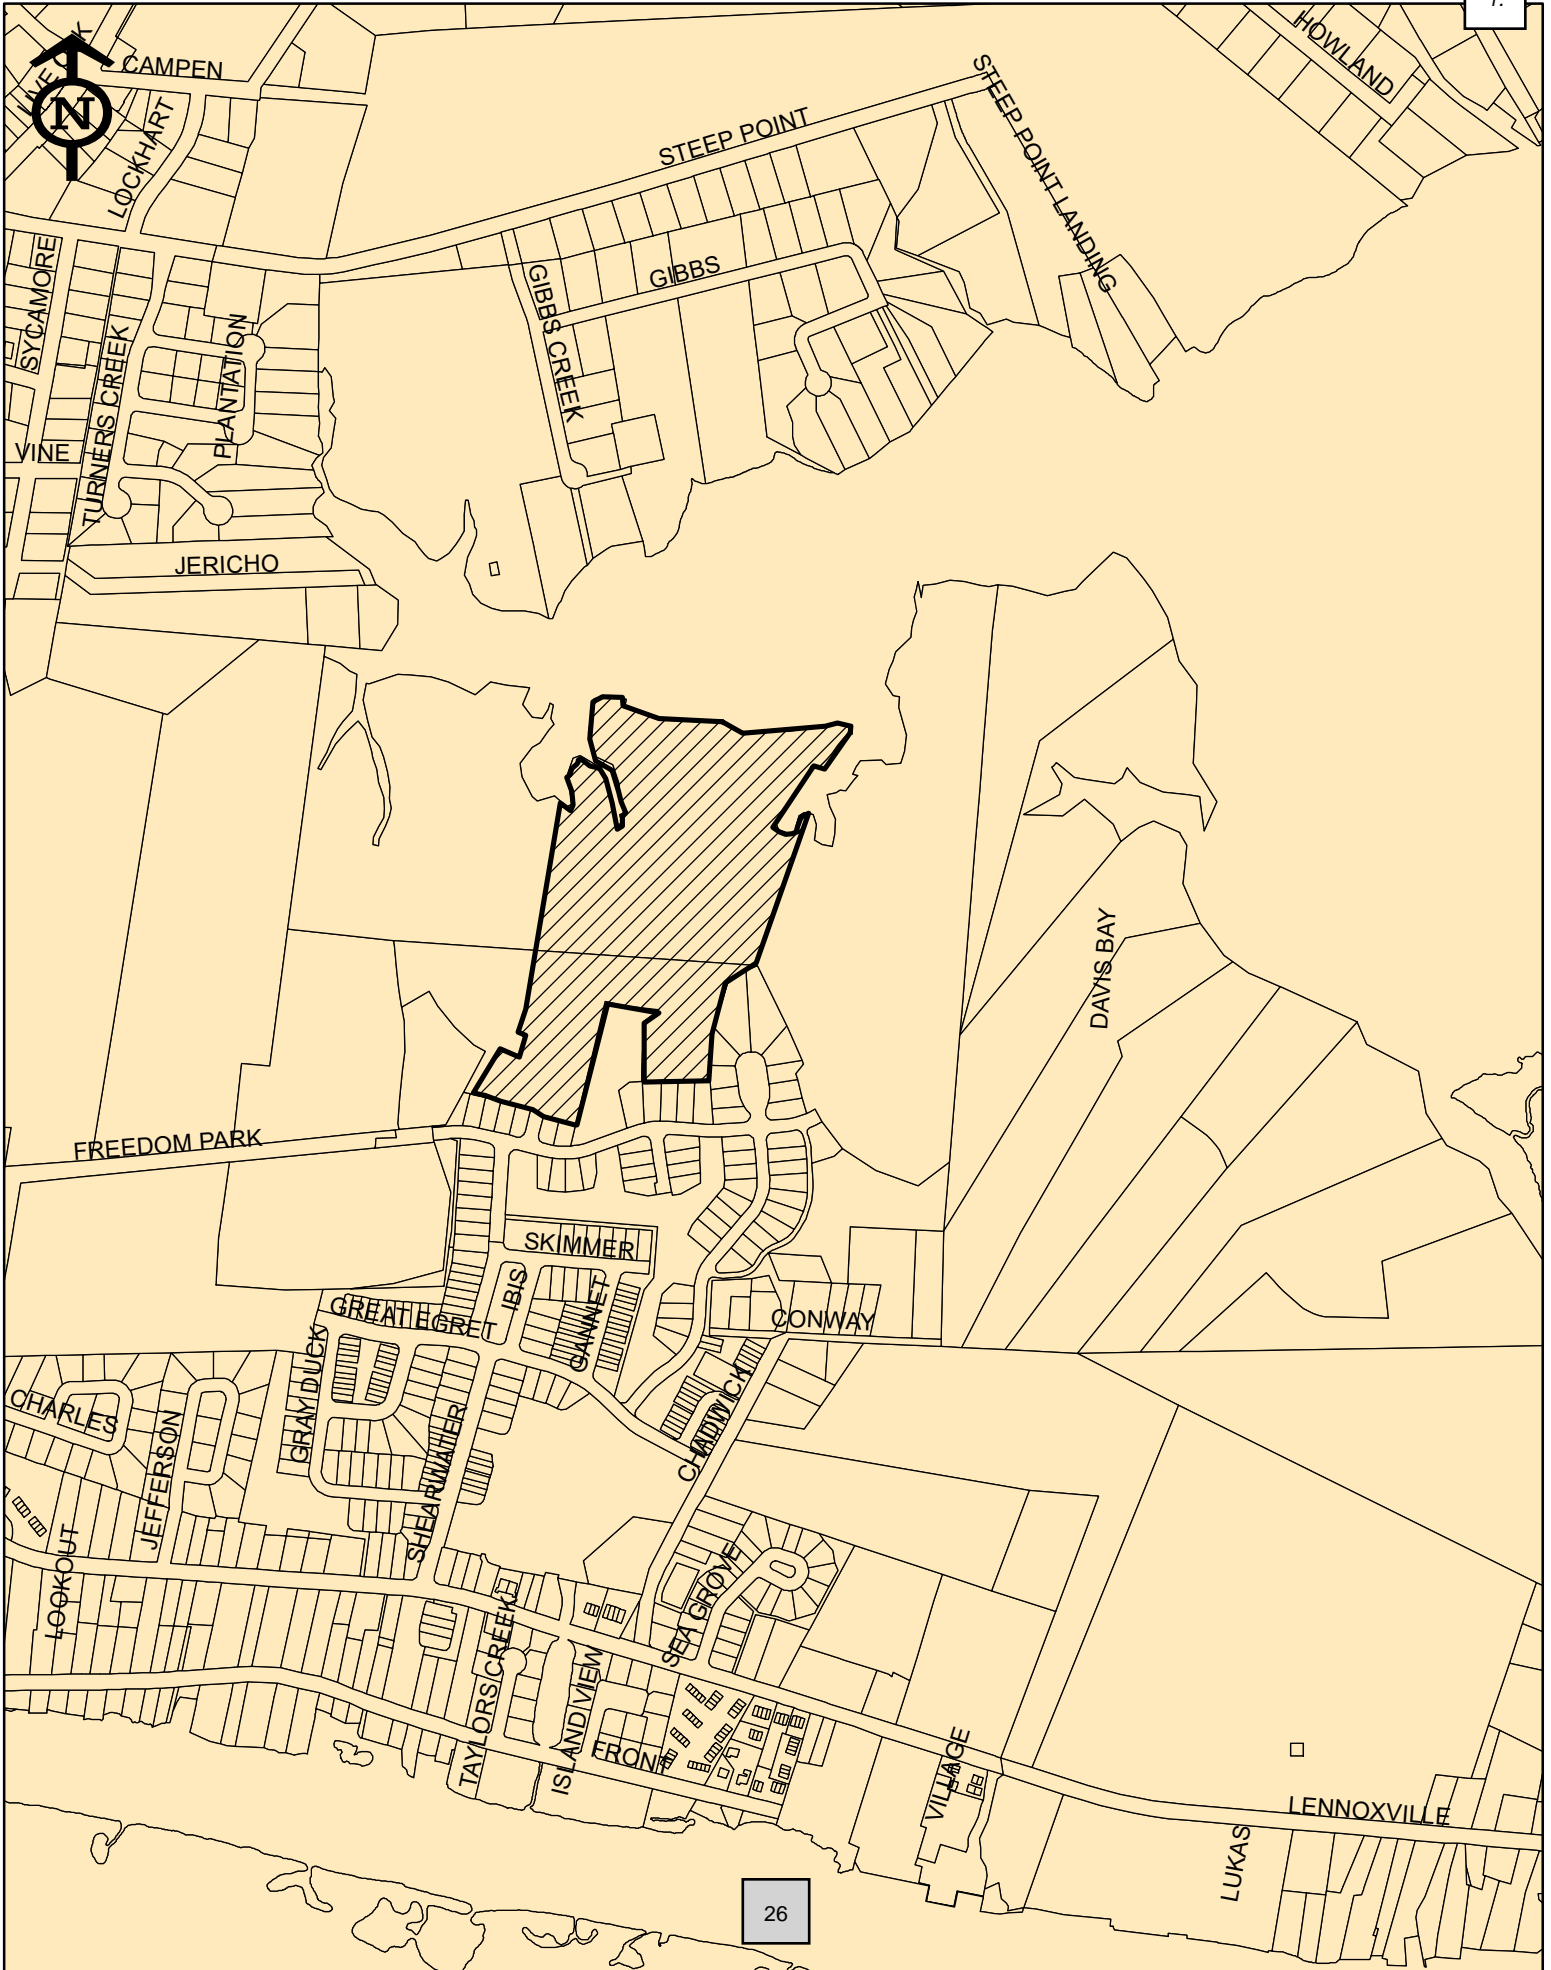 1.
HOWLAND
CAMPEN
N
LOCKHART
STEEP POINT
STEEP POINT LANDING
SYCAMORE
GIBBS
GIBBS CREEK
TURNERS CREEK
PLANTATION
VINE
JERICHO
DAVIS BAY
FREEDOM PARK
SKIMMER
IBIS
GANNET
GREAT EGRET
CONWAY
GRAY DUCK
CHARLES
JEFFERSON
SHEARWATER
CHADWICK
LOOKOUT
SEA GROVE
TAYLORS CREEK
ISLAND VIEW
FRONT
VILLAGE
LENNOXVILLE
LUKAS
26